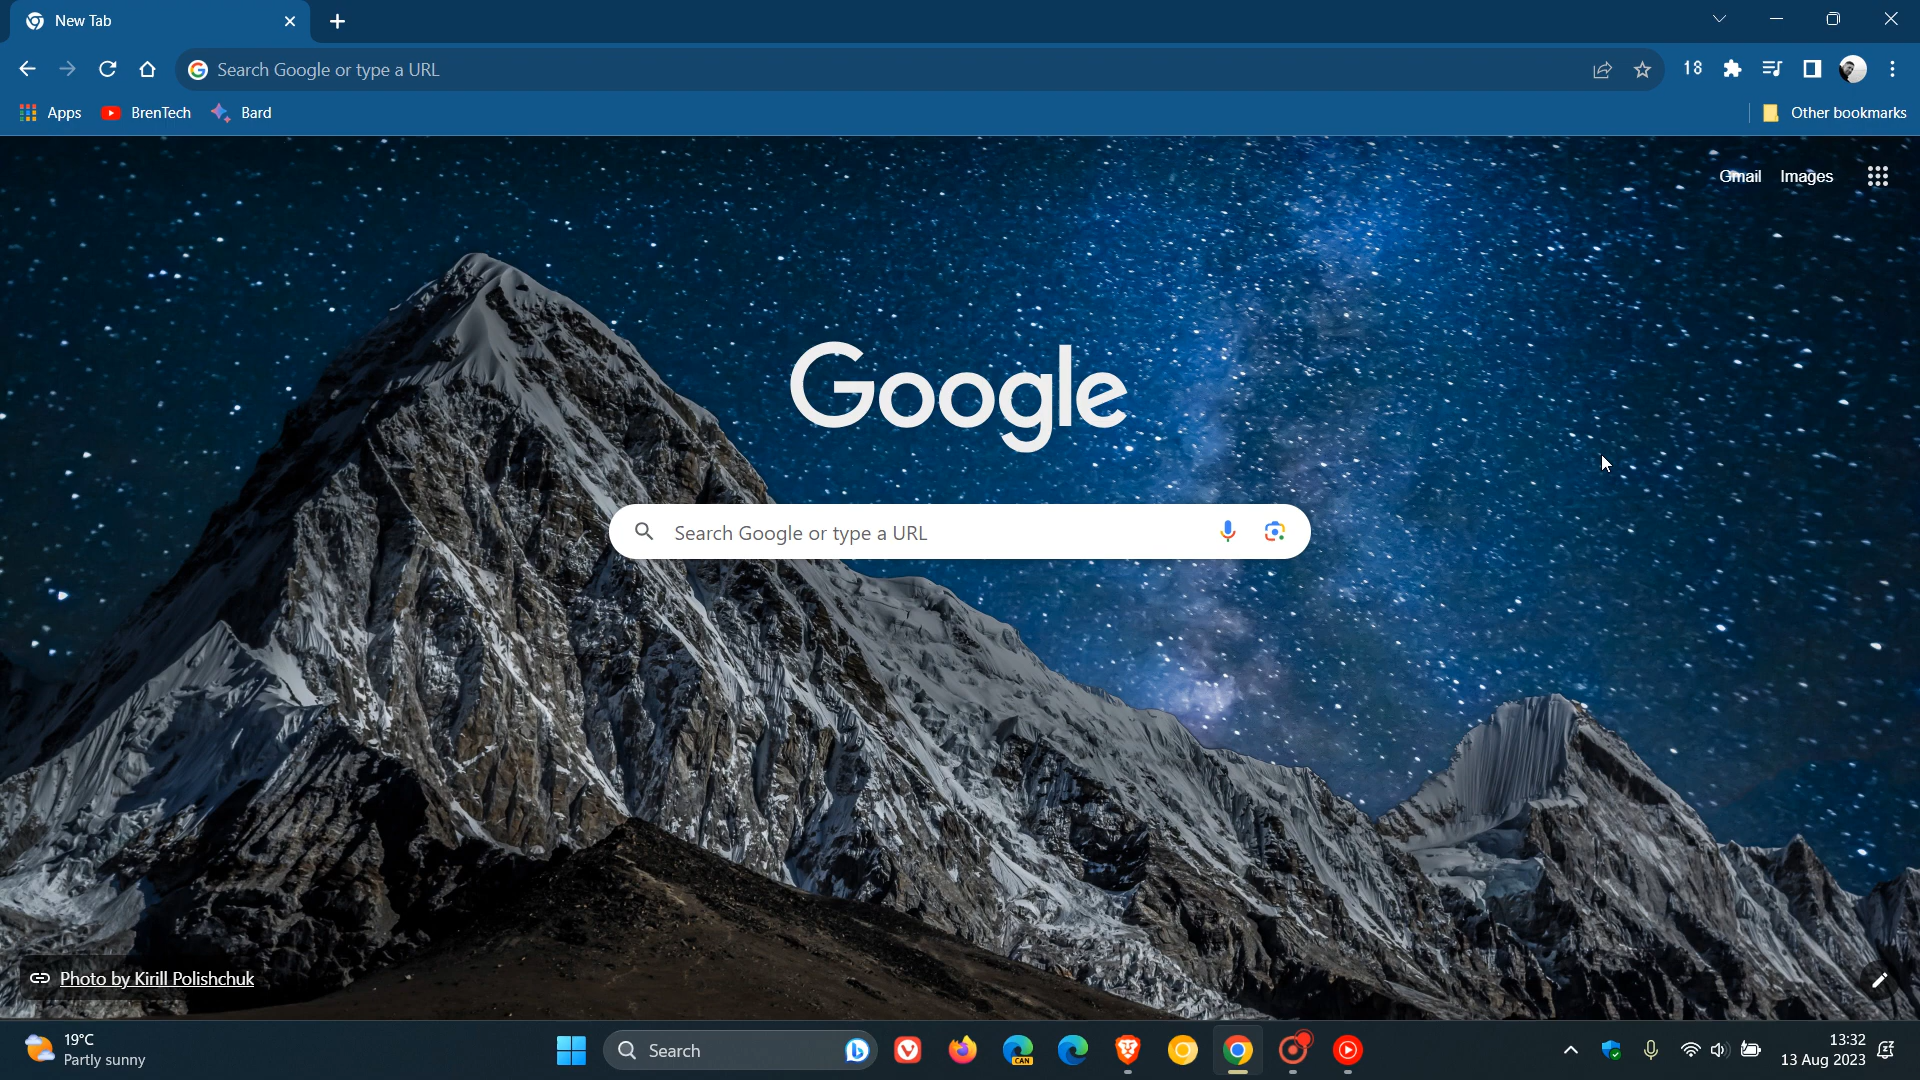 New Tab
Search Google or type a URL
18
Apps
BrenTech
Bard
Other bookmarks
Gmail
Images
Google
Search Google or type a URL
Photo by Kirill Polishchuk
19°C
Partly sunny
Search
CAN
13:32
13 Aug 2023